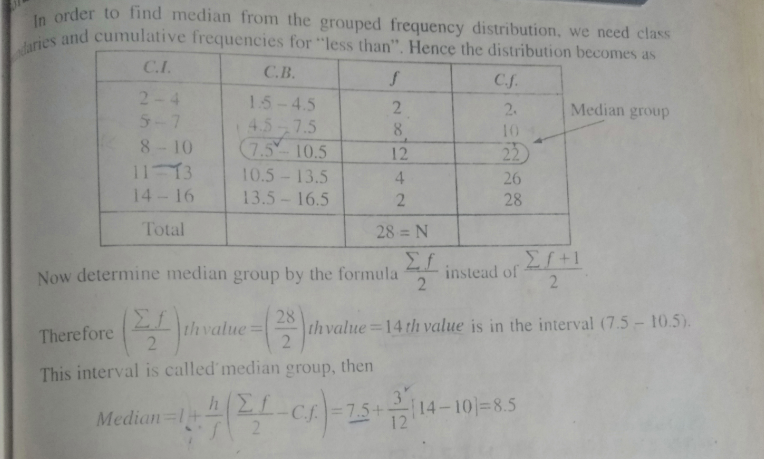 In order to find median from the grouped frequency distribution, we need class
and cumulative frequencies for "less than". Hence the distribution becomes as
C.I. C.B. f C.f.
2 – 4 1.5 – 4.5 2 2
5 – 7 4.5 – 7.5 8 10
8 – 10 7.5 – 10.5 12 22 Median group
11 – 13 10.5 – 13.5 4 26
14 – 16 13.5 – 16.5 2 28
Total 28 = N
Now determine median group by the formula ∑f/2 instead of (∑f+1)/2.
Therefore (∑f/2) th value = (28/2) th value = 14 th value is in the interval (7.5 – 10.5).
This interval is called median group, then
Median = l + h/f (∑f/2 – C.f.) = 7.5 + 3/12 [14 – 10] = 8.5